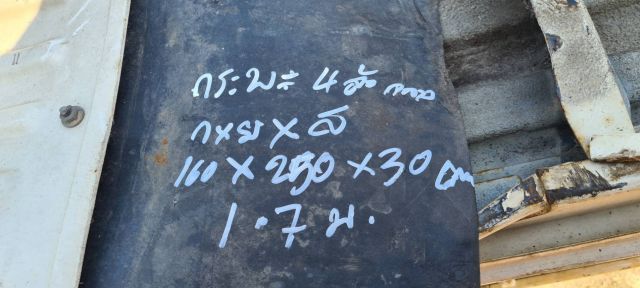 กระบะ 4 ล้อ
กxยxส
160 x 250 x 30 cm
1.7 ม.